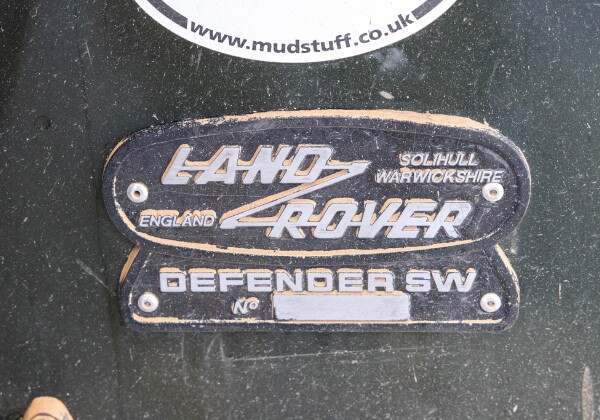 www.mudstuff.co.uk
LAND
SOLIHULL
WARWICKSHIRE
ENGLAND
ROVER
DEFENDER SW
Nº